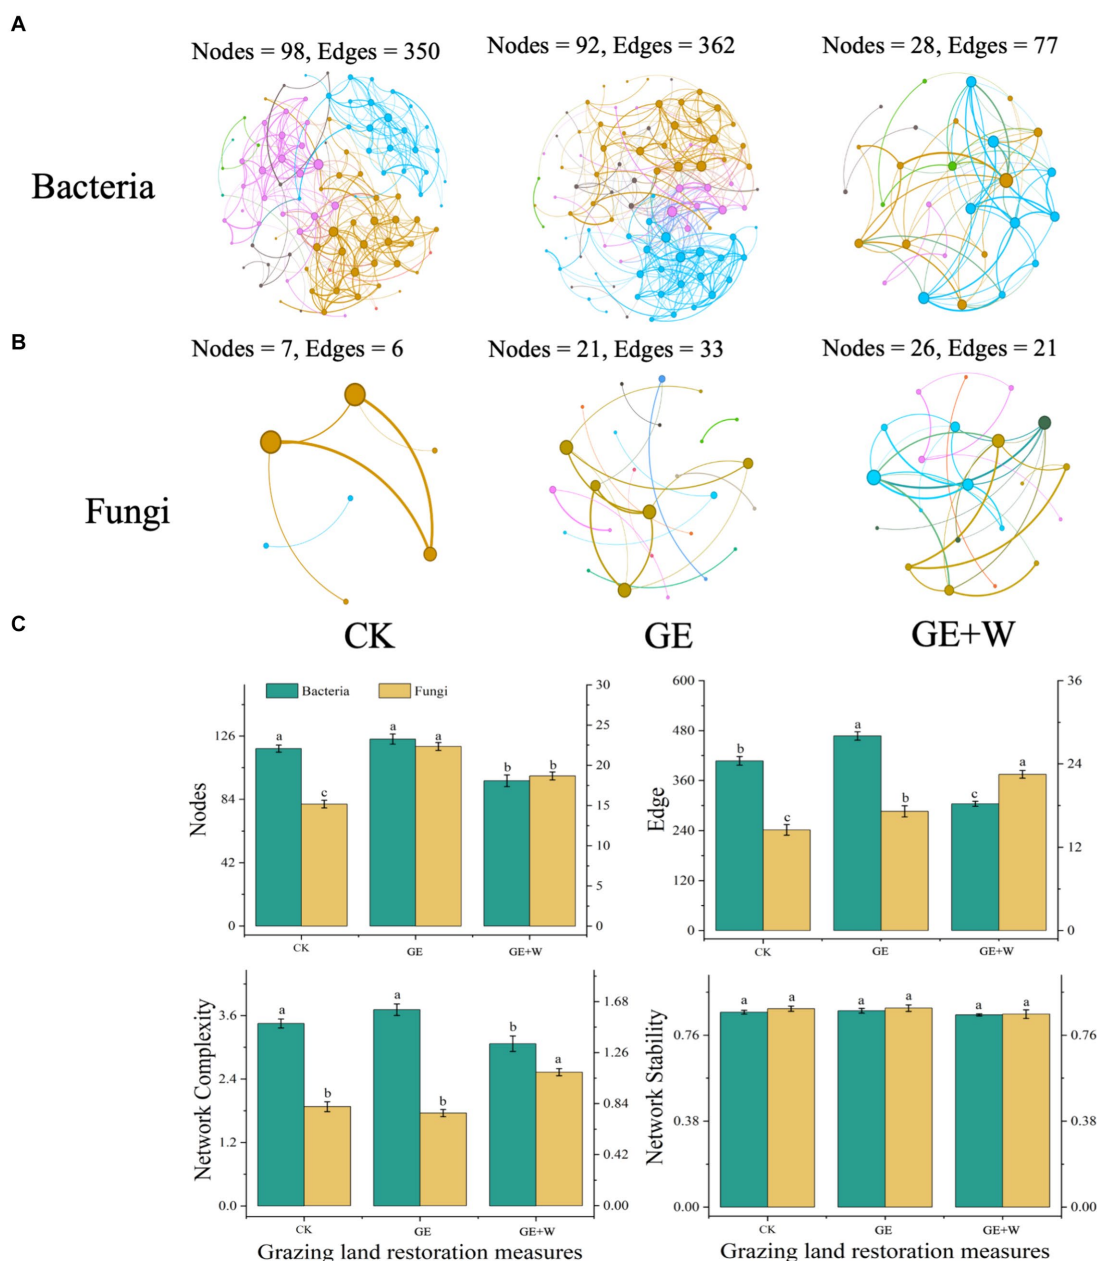 A
Nodes = 98, Edges = 350
Nodes = 92, Edges = 362
Nodes = 28, Edges = 77
Bacteria
B
Nodes = 7, Edges = 6
Nodes = 21, Edges = 33
Nodes = 26, Edges = 21
Fungi
C
CK
GE
GE+W
Bacteria
Fungi
Nodes
126
84
42
0
30
25
20
15
10
5
0
a
c
a
a
b
b
CK
GE
GE+W
Edge
600
480
360
240
120
0
36
24
12
0
b
c
a
b
c
a
CK
GE
GE+W
Network Complexity
3.6
2.4
1.2
0.0
1.68
1.26
0.84
0.42
0.00
a
b
a
b
b
a
CK
GE
GE+W
Grazing land restoration measures
Network Stability
0.76
0.38
0.00
0.76
0.38
0.00
a
a
a
a
a
a
CK
GE
GE+W
Grazing land restoration measures